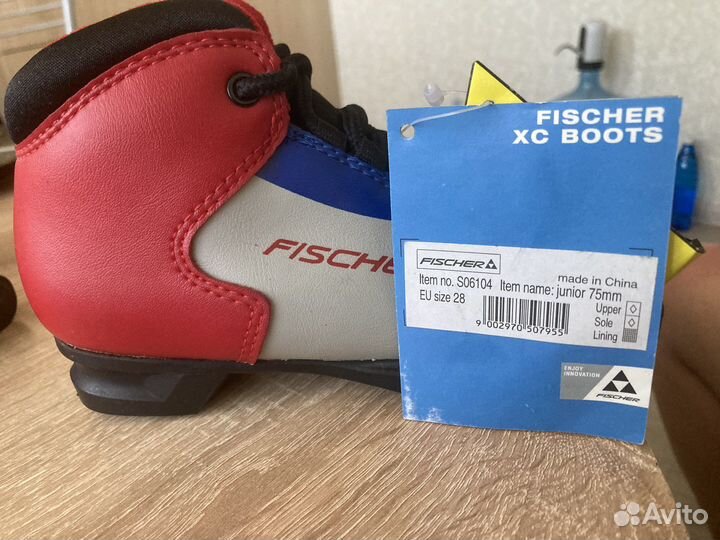 FISCHER
XC BOOTS
FISCHE
FISCHER
made in China
Item no. S06104 Item name: junior 75mm
EU size 28
Upper
Sole
Lining
9 002970 507955
ENJOY
INNOVATION
FISCHER
Avito